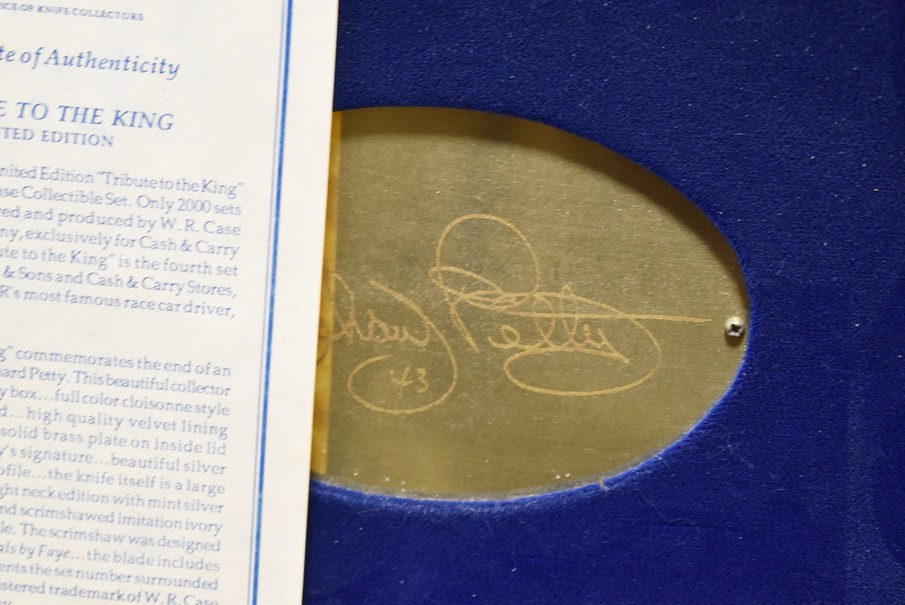 CE OF KNIFE COLLECTORS
te of Authenticity
E TO THE KING
TED EDITION
nited Edition "Tribute to the King"
ase Collectible Set. Only 2000 sets
red and produced by W. R. Case
ny, exclusively for Cash & Carry
ute to the King" is the fourth set
& Sons and Cash & Carry Stores,
R's most famous race car driver,
g" commemorates the end of an
ard Petty. This beautiful collector
y box...full color cloisonne style
d...high quality velvet lining
solid brass plate on inside lid
y's signature...beautiful silver
ofile...the knife itself is a large
ght neck edition with mint silver
nd scrimshawed imitation ivory
le. The scrimshaw was designed
als by Faye...the blade includes
ents the set number surrounded
istered trademark of W. R. Case
Petty
43